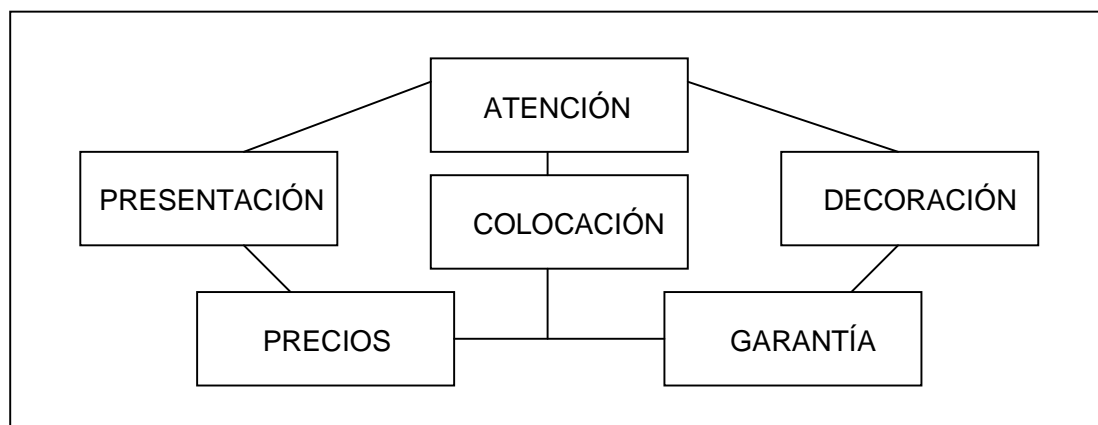 ATENCIÓN
PRESENTACIÓN
COLOCACIÓN
DECORACIÓN
PRECIOS
GARANTÍA